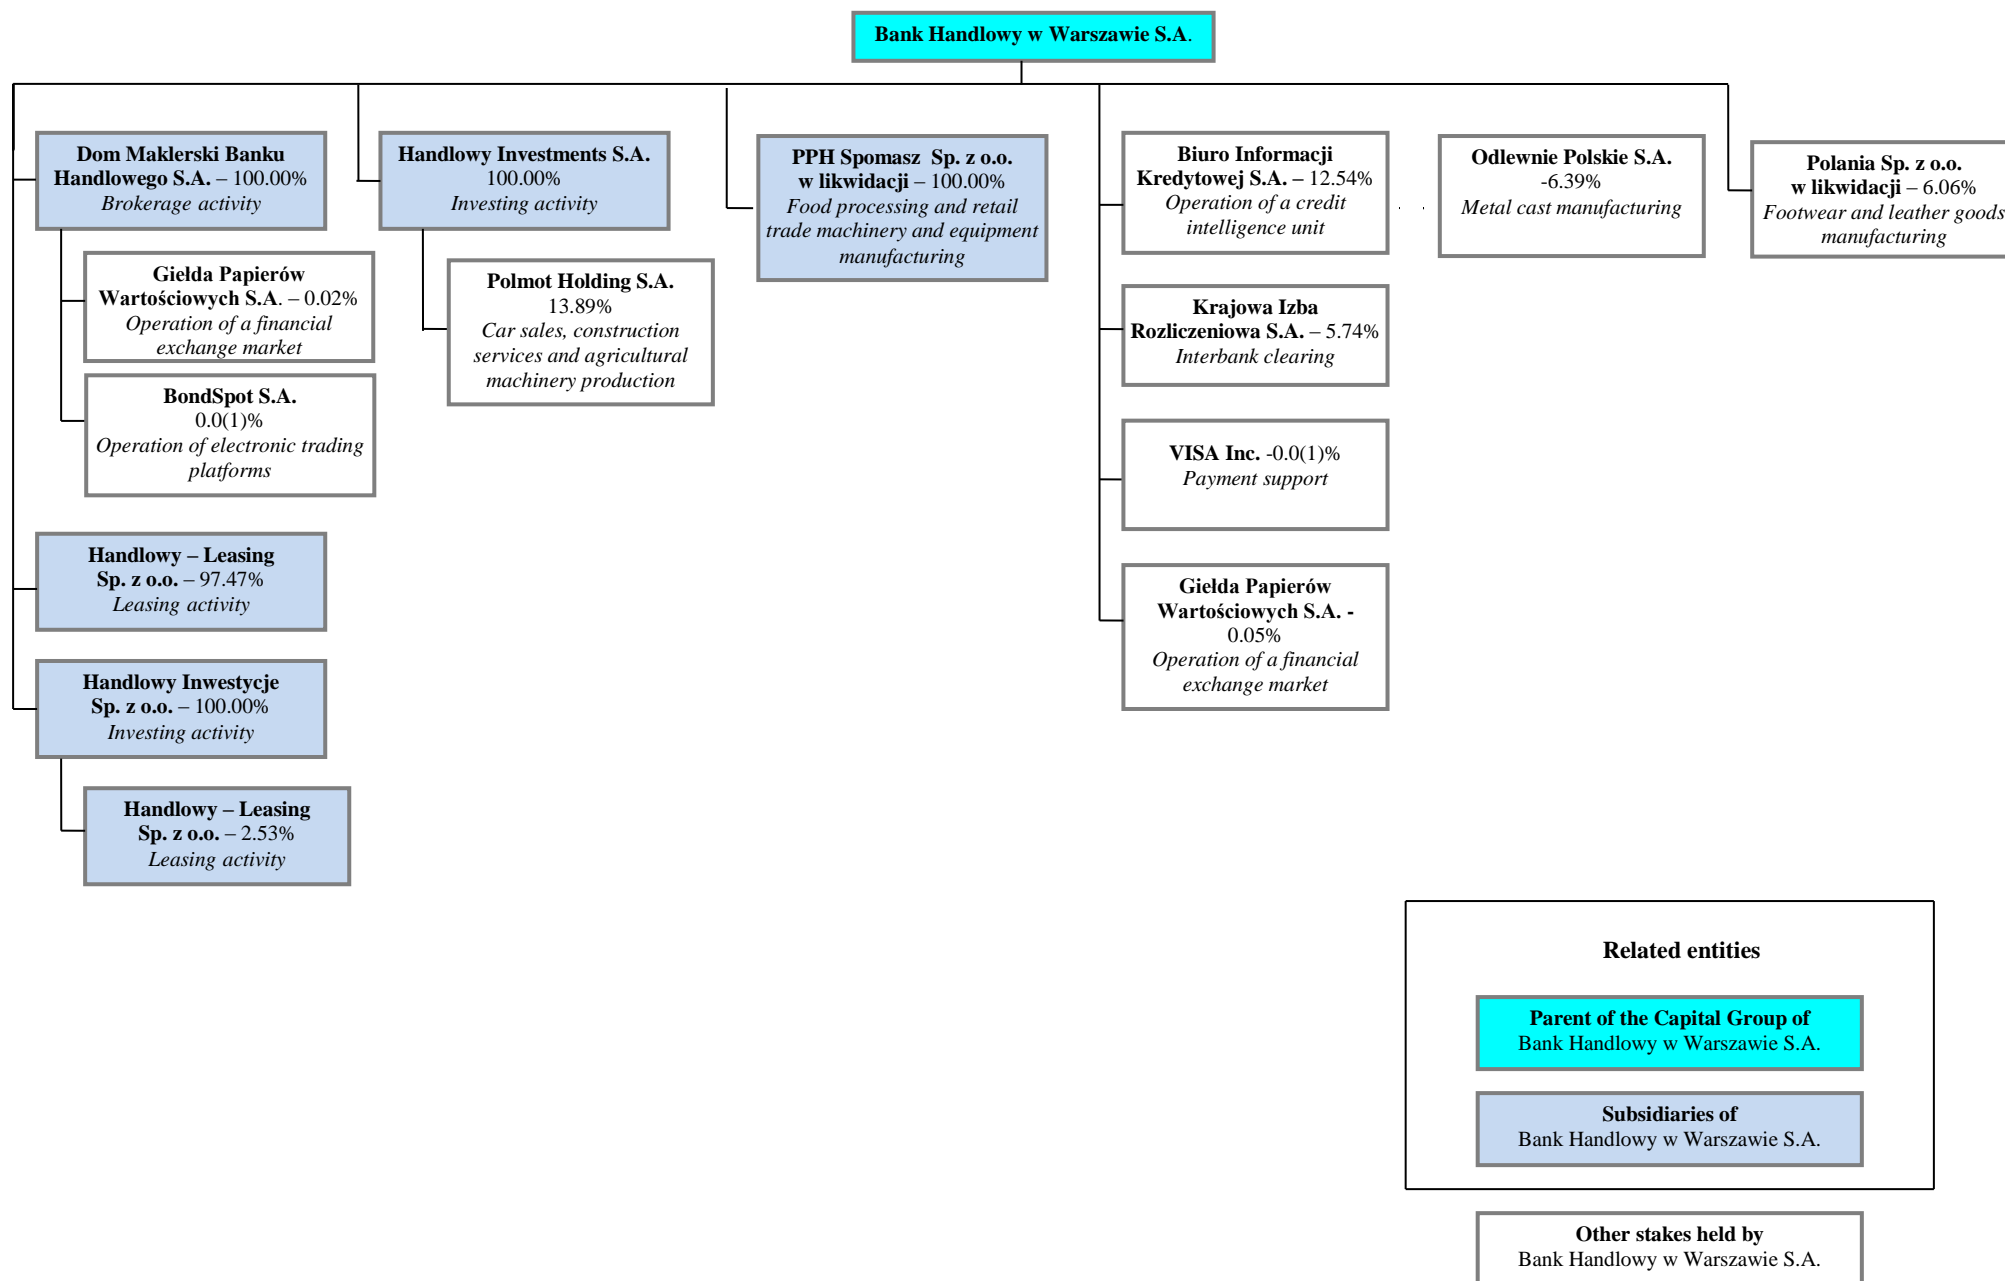 Bank Handlowy w Warszawie S.A.
Dom Maklerski Banku
Handlowego S.A. – 100.00%
Brokerage activity
Giełda Papierów
Wartościowych S.A. – 0.02%
Operation of a financial
exchange market
BondSpot S.A.
0.0(1)%
Operation of electronic trading
platforms
Handlowy – Leasing
Sp. z o.o. – 97.47%
Leasing activity
Handlowy Inwestycje
Sp. z o.o. – 100.00%
Investing activity
Handlowy – Leasing
Sp. z o.o. – 2.53%
Leasing activity
Handlowy Investments S.A.
100.00%
Investing activity
Polmot Holding S.A.
13.89%
Car sales, construction
services and agricultural
machinery production
PPH Spomasz Sp. z o.o.
w likwidacji – 100.00%
Food processing and retail
trade machinery and equipment
manufacturing
Biuro Informacji
Kredytowej S.A. – 12.54%
Operation of a credit
intelligence unit
Krajowa Izba
Rozliczeniowa S.A. – 5.74%
Interbank clearing
VISA Inc. -0.0(1)%
Payment support
Giełda Papierów
Wartościowych S.A. -
0.05%
Operation of a financial
exchange market
Odlewnie Polskie S.A.
-6.39%
Metal cast manufacturing
Polania Sp. z o.o.
w likwidacji – 6.06%
Footwear and leather goods
manufacturing
Related entities
Parent of the Capital Group of
Bank Handlowy w Warszawie S.A.
Subsidiaries of
Bank Handlowy w Warszawie S.A.
Other stakes held by
Bank Handlowy w Warszawie S.A.